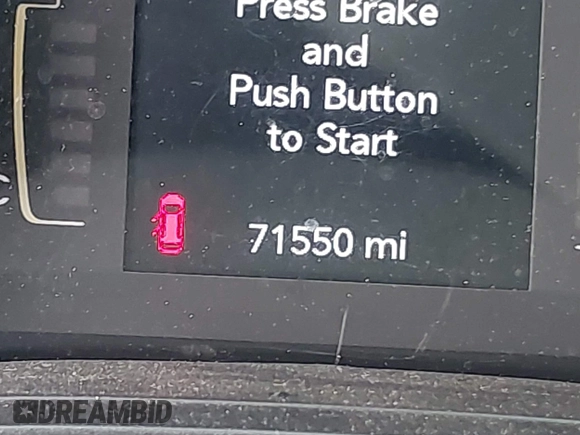 Press Brake
and
Push Button
to Start
71550 mi
DREAMBID